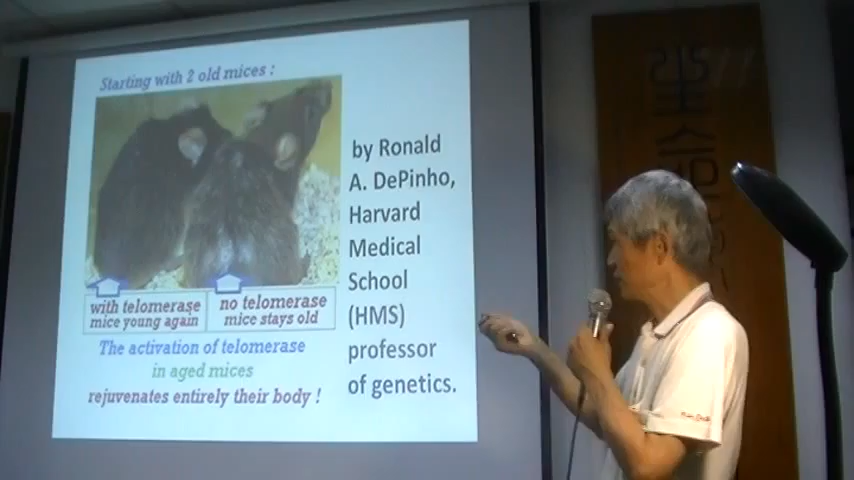 Starting with 2 old mices :
by Ronald
A. DePinho,
Harvard
Medical
School
(HMS)
professor
of genetics.
with telomerase
mice young again
no telomerase
mice stays old
The activation of telomerase
in aged mices
rejuvenates entirely their body !